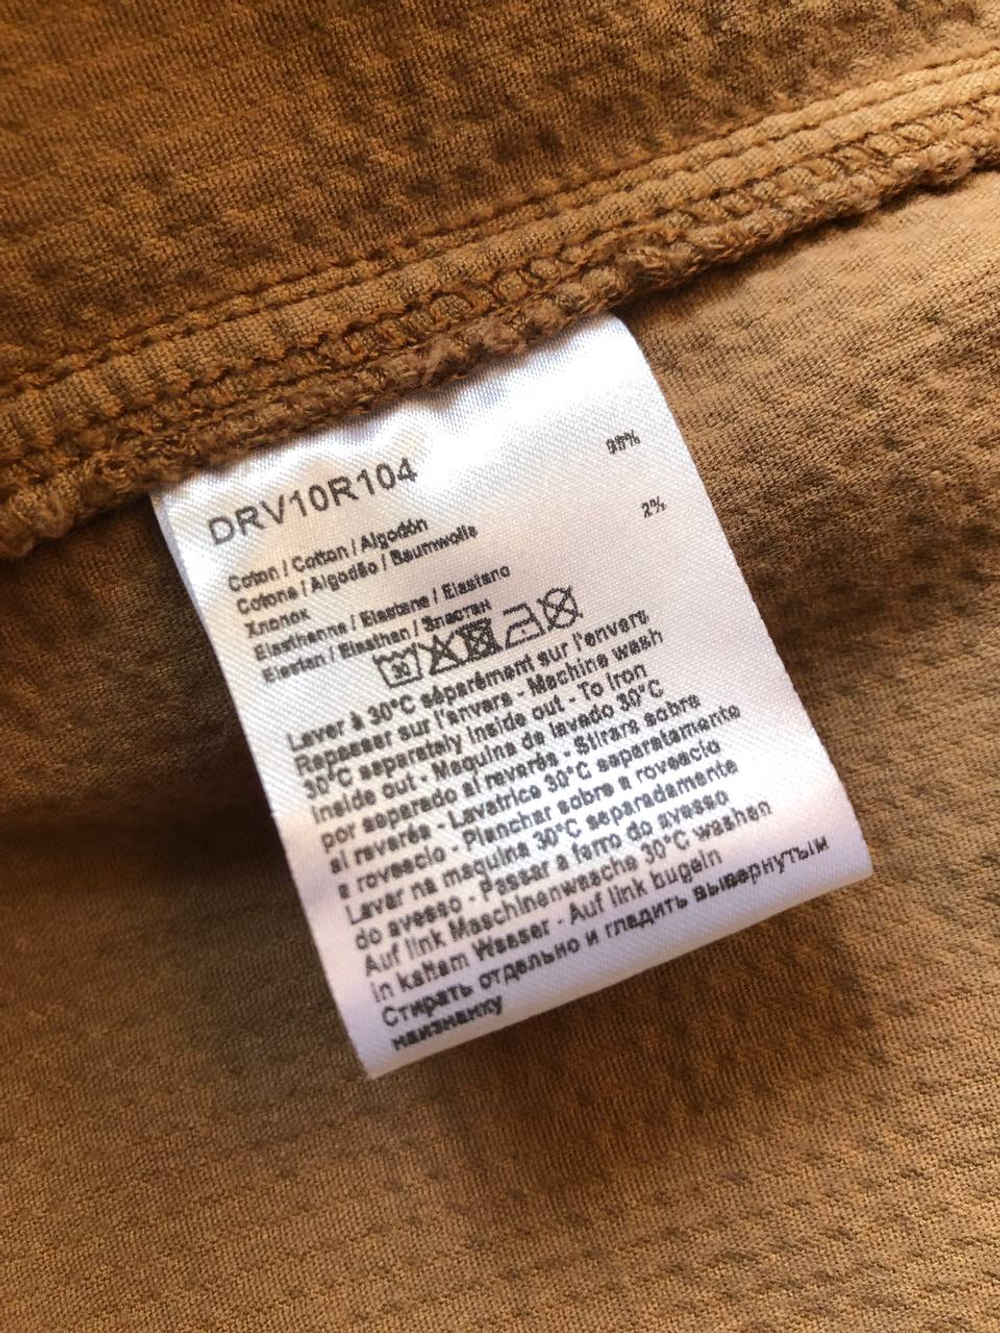 DRV10R104
Coton / Cotton / Algodón 98%
Cotone / Algodão / Baumwolle
Хлопок
Elasthanne / Elastane / Elastano 2%
Elastan / Elasthan / Эластан
30
Laver à 30°C séparément sur l'envers
Repasser sur l'envers - Machine wash
30°C separately inside out - To Iron
inside out - Maquina de lavado 30°C
por separado al reverés - Stirara sobre
al reverés - Lavatrice 30°C separatamente
a rovescio - Planchar sobre a rovescio
Lavar na maquina 30°C separadamente
do avesso - Passar a ferro do avesso
Auf link Maschinenwasche 30°C washen
in kaltam Wasser - Auf link bugeln
Стирать отдельно и гладить вывернутым
наизнанку